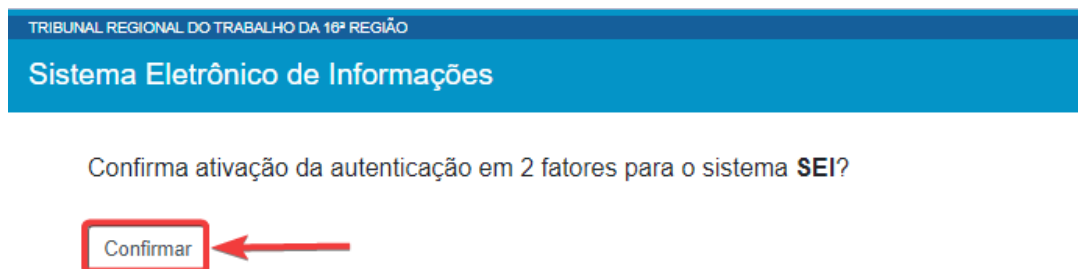 TRIBUNAL REGIONAL DO TRABALHO DA 16ª REGIÃO
Sistema Eletrônico de Informações
Confirma ativação da autenticação em 2 fatores para o sistema SEI?
Confirmar